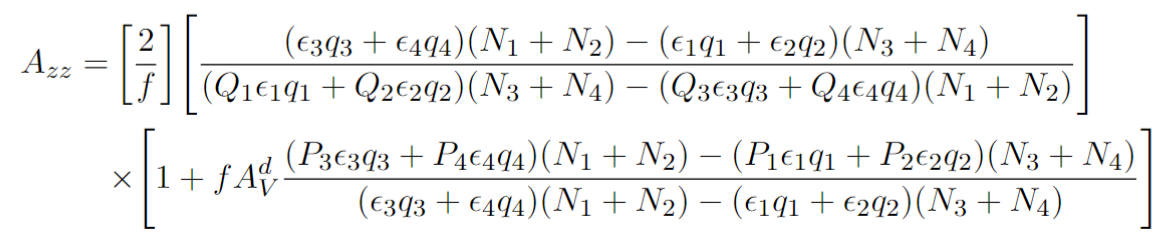 A_{zz} = \left[\frac{2}{f}\right]\left[\frac{(\epsilon_3 q_3 + \epsilon_4 q_4)(N_1 + N_2) - (\epsilon_1 q_1 + \epsilon_2 q_2)(N_3 + N_4)}{(Q_1\epsilon_1 q_1 + Q_2\epsilon_2 q_2)(N_3 + N_4) - (Q_3\epsilon_3 q_3 + Q_4\epsilon_4 q_4)(N_1 + N_2)}\right]
\times \left[1 + f A_V^d \frac{(P_3\epsilon_3 q_3 + P_4\epsilon_4 q_4)(N_1 + N_2) - (P_1\epsilon_1 q_1 + P_2\epsilon_2 q_2)(N_3 + N_4)}{(\epsilon_3 q_3 + \epsilon_4 q_4)(N_1 + N_2) - (\epsilon_1 q_1 + \epsilon_2 q_2)(N_3 + N_4)}\right]